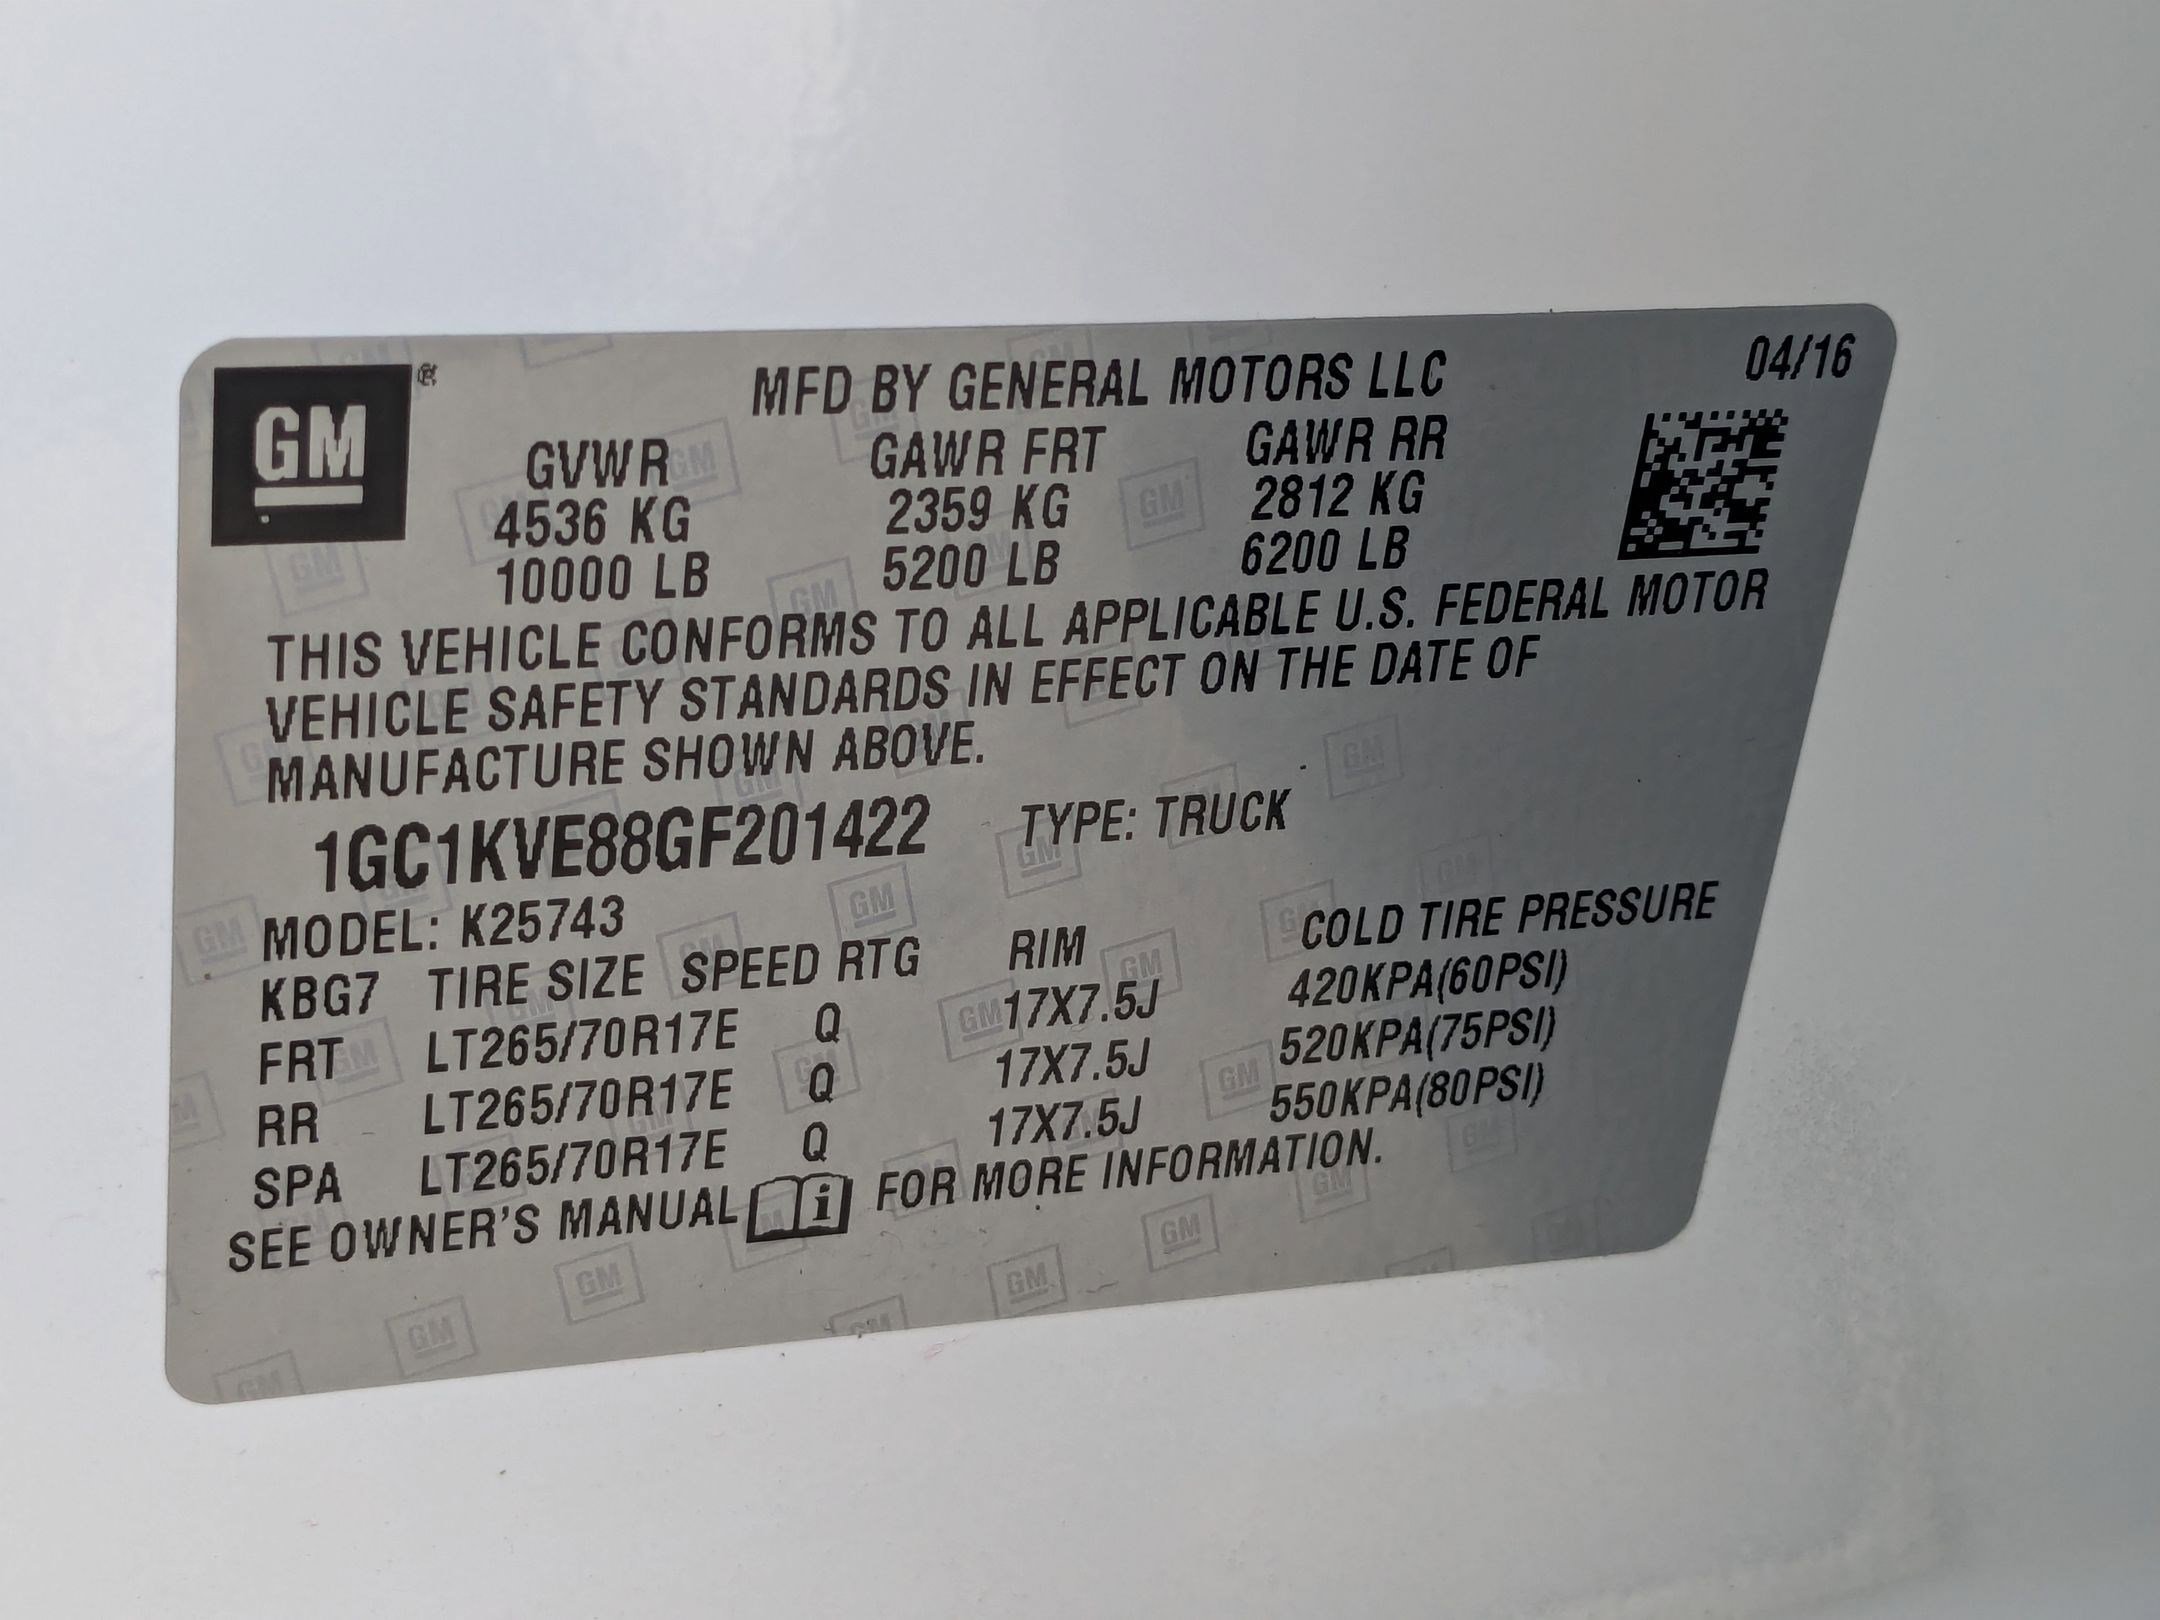 GM
MFD BY GENERAL MOTORS LLC 04/16
GVWR GAWR FRT GAWR RR
4536 KG 2359 KG 2812 KG
10000 LB 5200 LB 6200 LB
THIS VEHICLE CONFORMS TO ALL APPLICABLE U.S. FEDERAL MOTOR
VEHICLE SAFETY STANDARDS IN EFFECT ON THE DATE OF
MANUFACTURE SHOWN ABOVE.
1GC1KVE88GF201422 TYPE: TRUCK
MODEL: K25743
KBG7 TIRE SIZE SPEED RTG RIM COLD TIRE PRESSURE
FRT LT265/70R17E Q 17X7.5J 420KPA(60PSI)
RR LT265/70R17E Q 17X7.5J 520KPA(75PSI)
SPA LT265/70R17E Q 17X7.5J 550KPA(80PSI)
SEE OWNER'S MANUAL i FOR MORE INFORMATION.